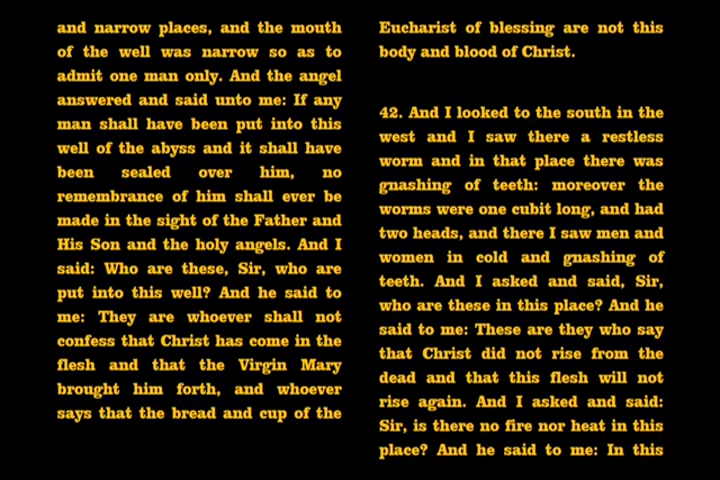 and narrow places, and the mouth
of the well was narrow so as to
admit one man only. And the angel
answered and said unto me: If any
man shall have been put into this
well of the abyss and it shall have
been sealed over him, no
remembrance of him shall ever be
made in the sight of the Father and
His Son and the holy angels. And I
said: Who are these, Sir, who are
put into this well? And he said to
me: They are whoever shall not
confess that Christ has come in the
flesh and that the Virgin Mary
brought him forth, and whoever
says that the bread and cup of the
Eucharist of blessing are not this
body and blood of Christ.
42. And I looked to the south in the
west and I saw there a restless
worm and in that place there was
gnashing of teeth: moreover the
worms were one cubit long, and had
two heads, and there I saw men and
women in cold and gnashing of
teeth. And I asked and said, Sir,
who are these in this place? And he
said to me: These are they who say
that Christ did not rise from the
dead and that this flesh will not
rise again. And I asked and said:
Sir, is there no fire nor heat in this
place? And he said to me: In this